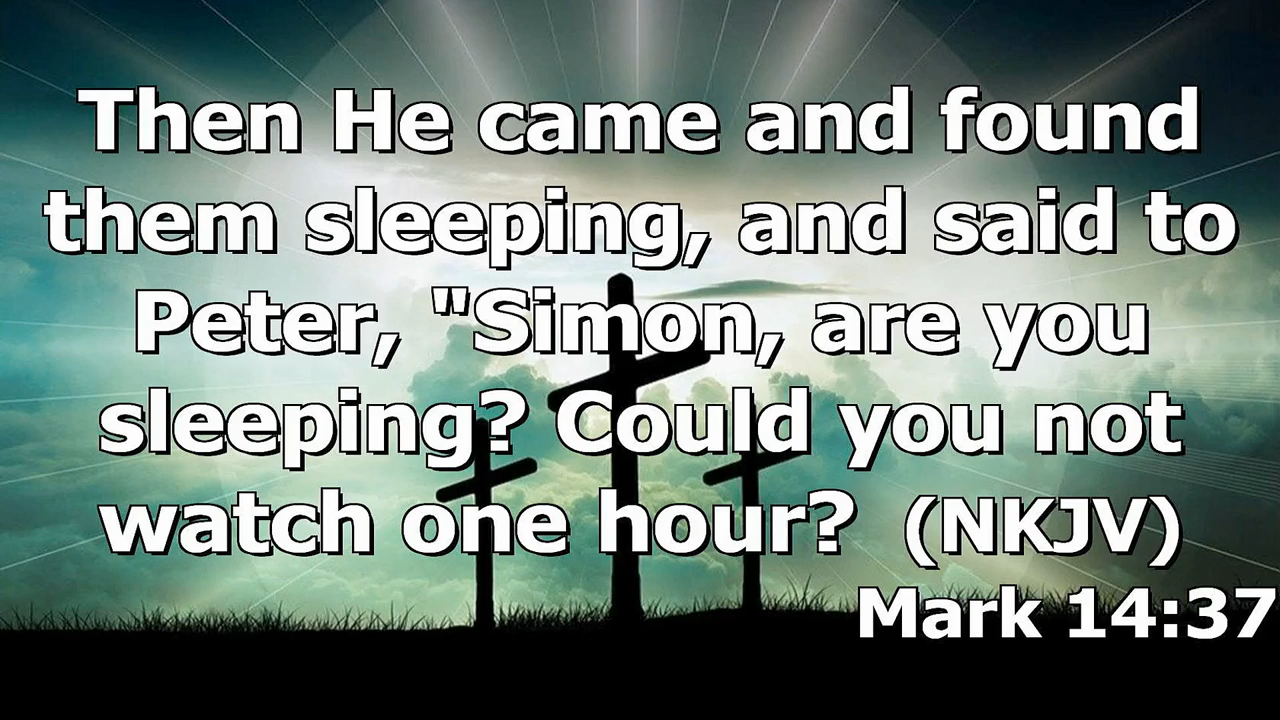 Then He came and found
them sleeping, and said to
Peter, "Simon, are you
sleeping? Could you not
watch one hour? (NKJV)
Mark 14:37